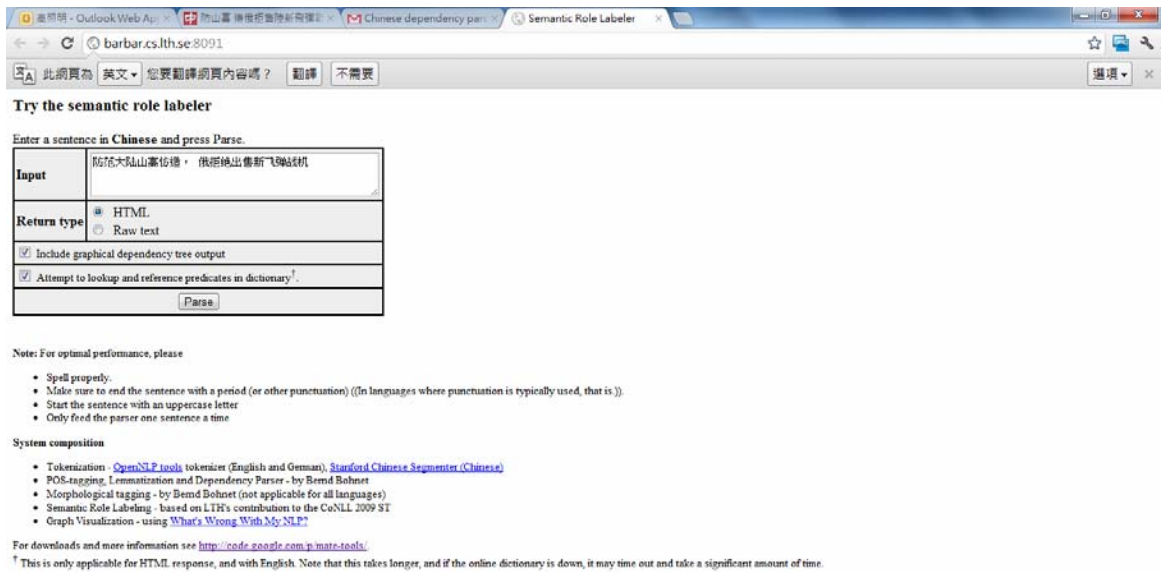 Outlook Web Ap
Chinese dependency pars
Semantic Role Labeler
barbar.cs.lth.se:8091
此網頁為 英文 您要翻譯網頁內容嗎? 翻譯 不需要 選項
Try the semantic role labeler
Enter a sentence in Chinese and press Parse.
Input
防范大陆山寨仿造, 俄拒绝出售新飞弹战机
Return type
HTML
Raw text
Include graphical dependency tree output
Attempt to lookup and reference predicates in dictionary†.
Parse
Note: For optimal performance, please
• Spell properly.
• Make sure to end the sentence with a period (or other punctuation) ((In languages where punctuation is typically used, that is.)).
• Start the sentence with an uppercase letter
• Only feed the parser one sentence a time
System composition
• Tokenization - OpenNLP tools tokenizer (English and German), Stanford Chinese Segmenter (Chinese)
• POS-tagging, Lemmatization and Dependency Parser - by Bernd Bohnet
• Morphological tagging - by Bernd Bohnet (not applicable for all languages)
• Semantic Role Labeling - based on LTH's contribution to the CoNLL 2009 ST
• Graph Visualization - using What's Wrong With My NLP?
For downloads and more information see http://code.google.com/p/mate-tools/.
† This is only applicable for HTML response, and with English. Note that this takes longer, and if the online dictionary is down, it may time out and take a significant amount of time.